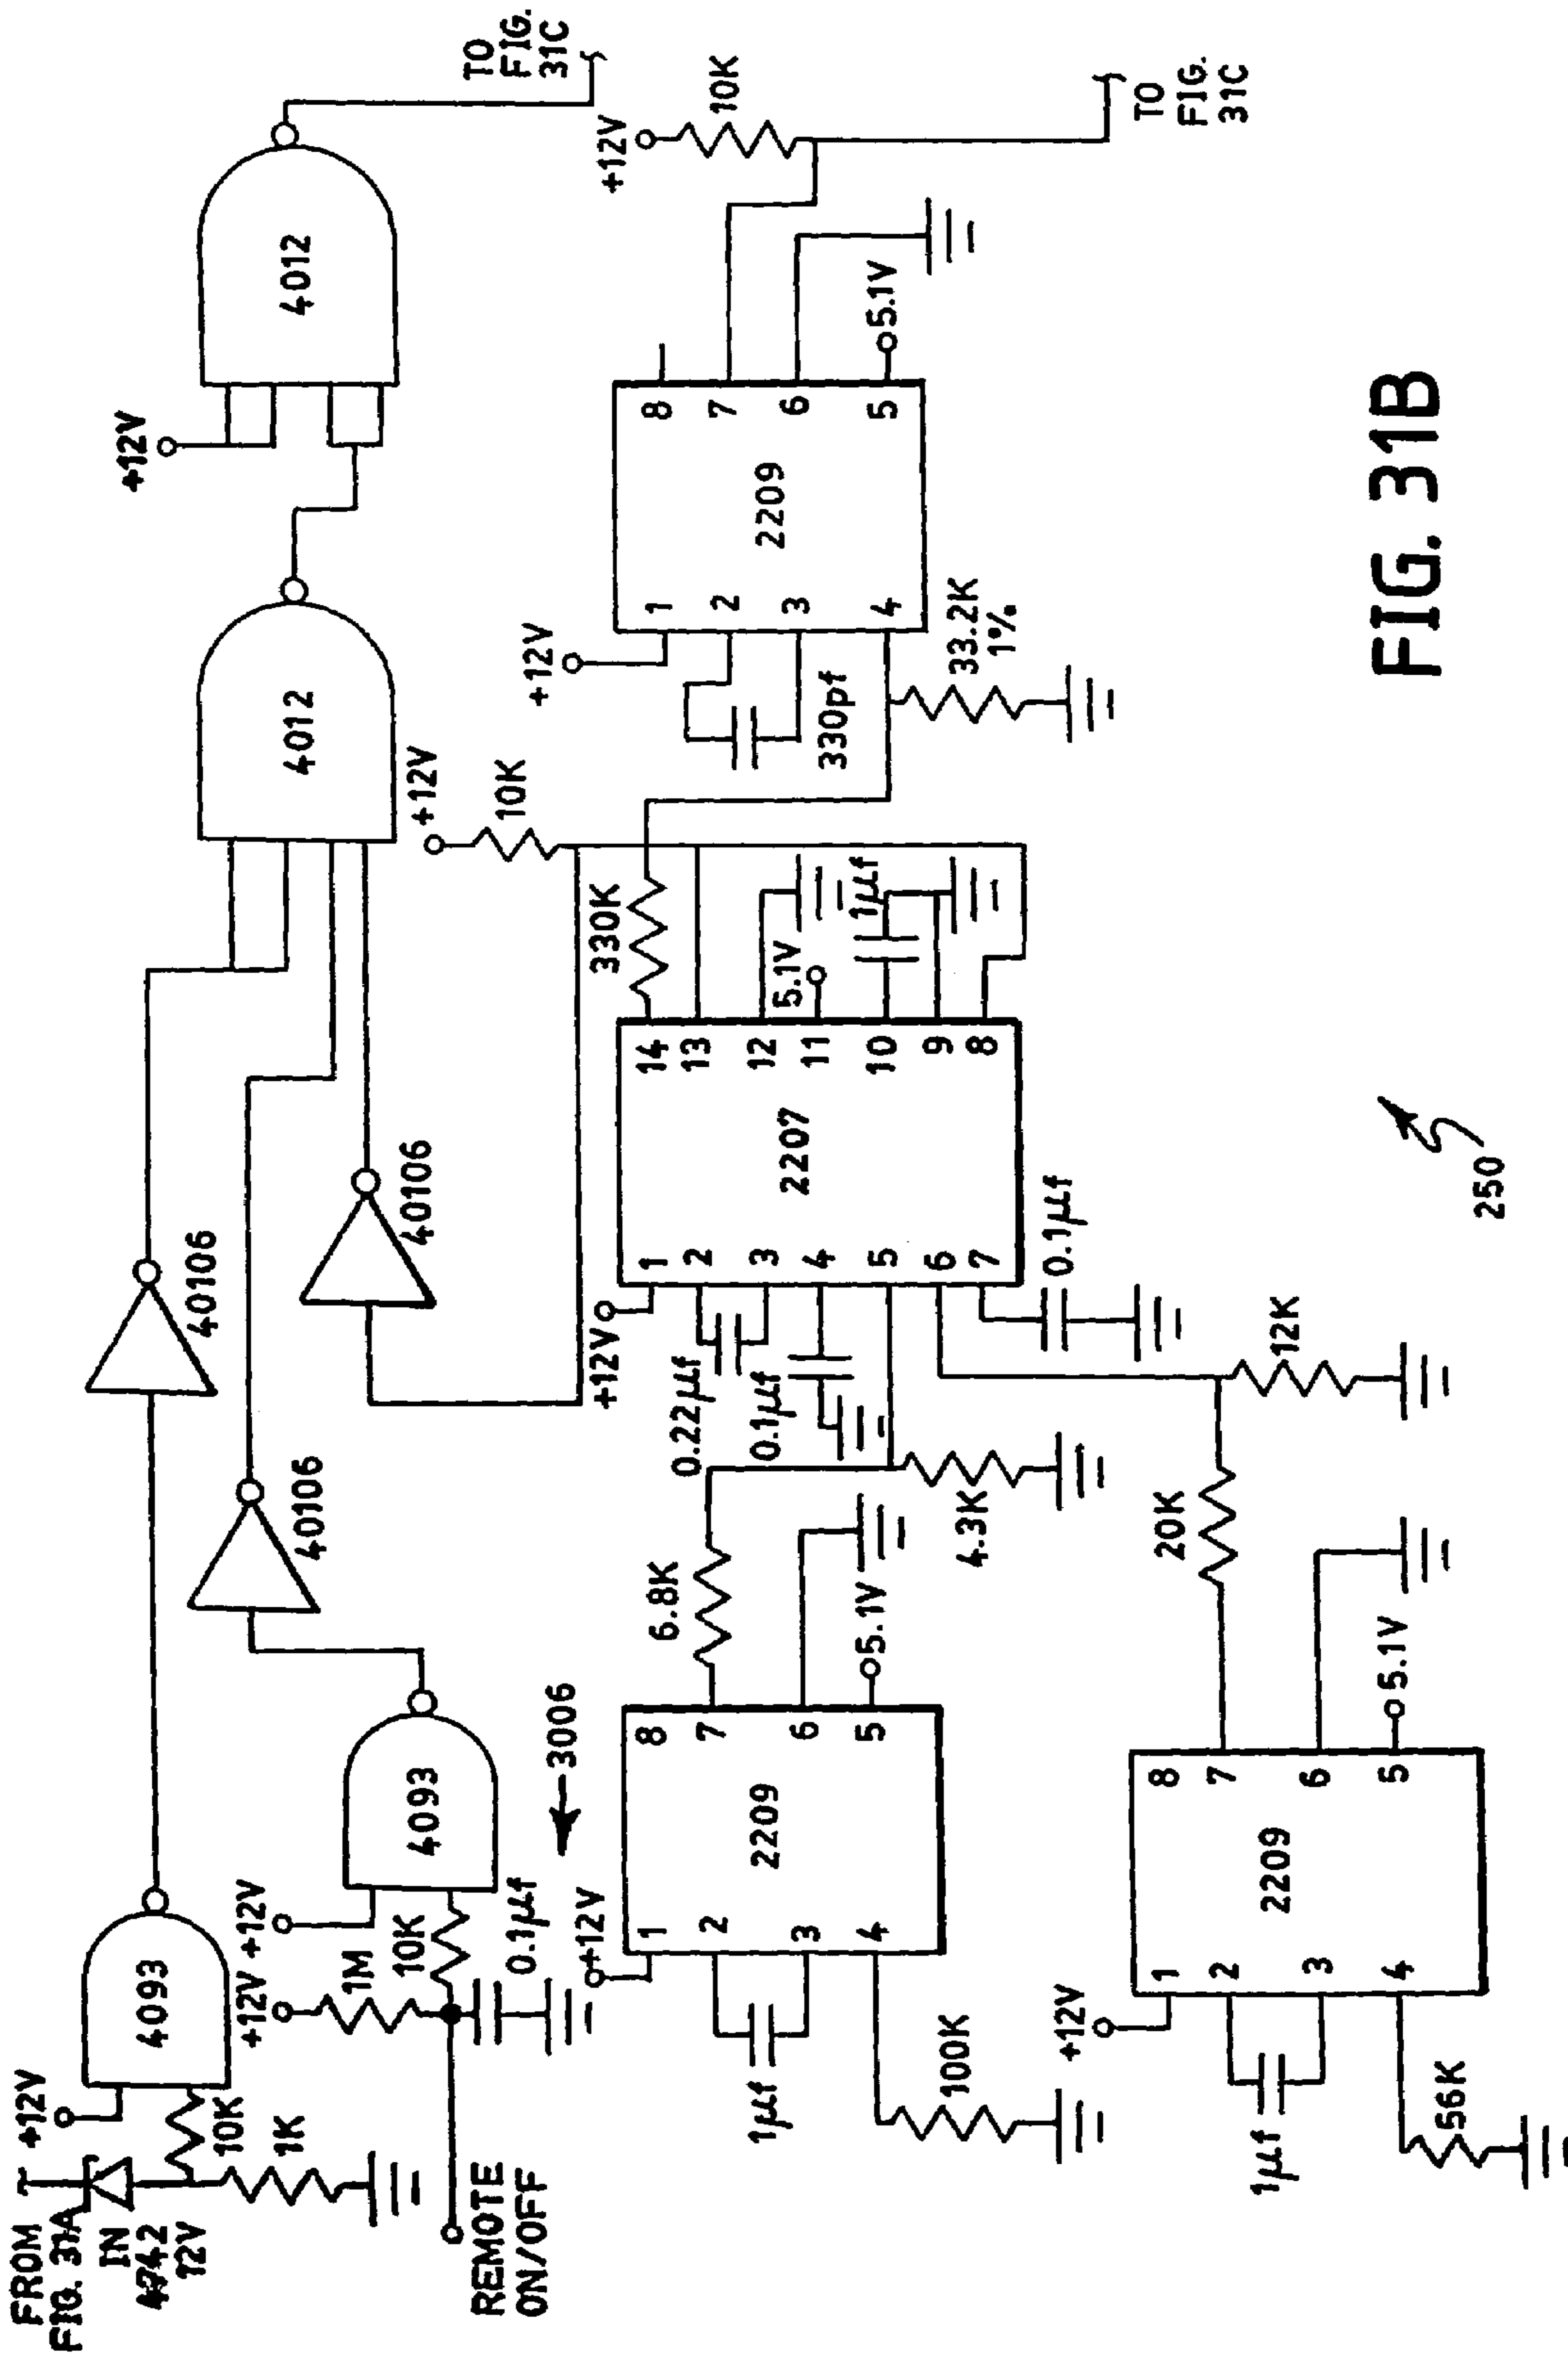 FROM
FIG. 31A
IN
4742
12V
+12V
10K
1K
4093
40106
REMOTE
ON/OFF
+12V
1M
+12V
10K
0.1µf
4093
40106
40106
4012
+12V
4012
TO
FIG.
31C
3006
+12V
1
2
3
4
2209
8
7
6
5
1µf
100K
6.8K
5.1V
4.3K
+12V
0.22µf
0.1µf
1
2
3
4
5
6
7
2207
14
13
12
11
10
9
8
0.1µf
330K
+12V
10K
5.1V
1µf
+12V
330pf
1
2
3
4
2209
8
7
6
5
33.2K
1%
5.1V
+12V
10K
TO
FIG.
31C
+12V
1
2
3
4
2209
8
7
6
5
1µf
56K
20K
5.1V
12K
250
FIG. 31B